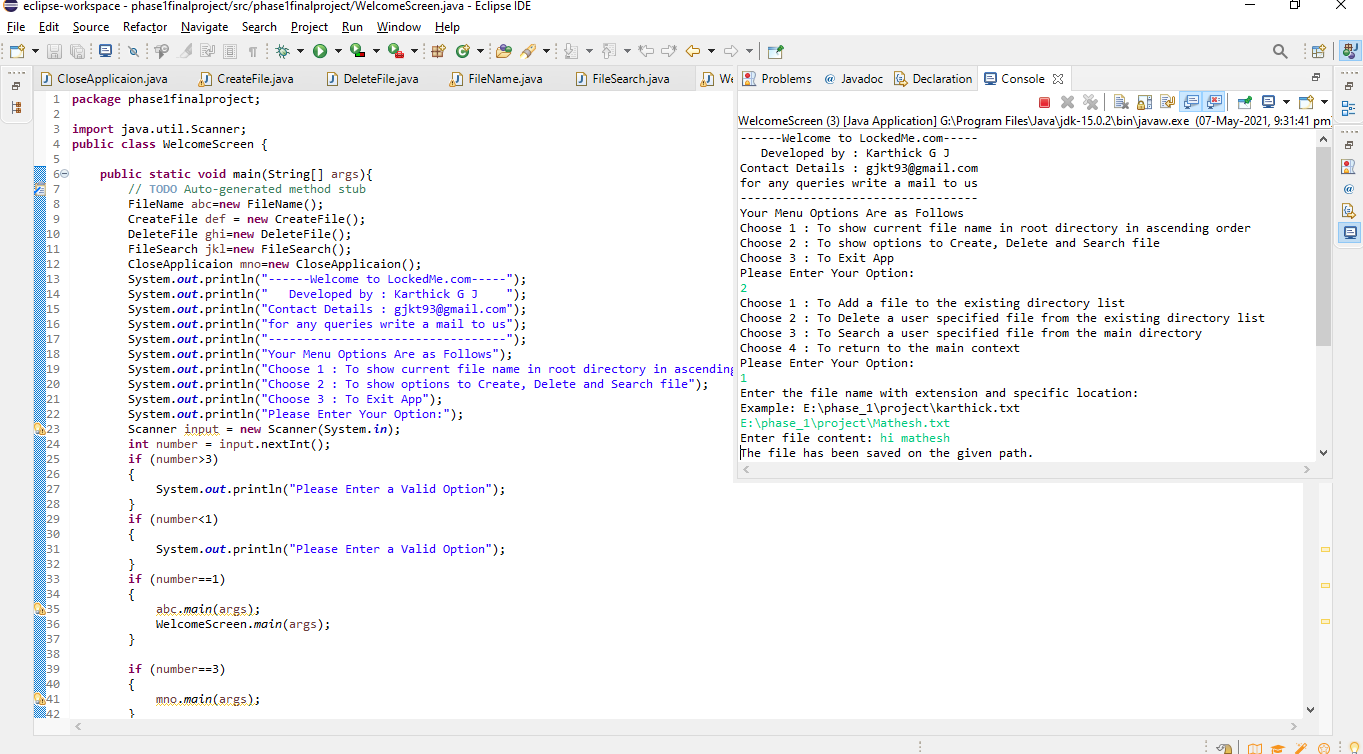 eclipse-workspace - phase1finalproject/src/phase1finalproject/WelcomeScreen.java - Eclipse IDE
File Edit Source Refactor Navigate Search Project Run Window Help
CloseApplicaion.java CreateFile.java DeleteFile.java FileName.java FileSearch.java We
1 package phase1finalproject;
2
3 import java.util.Scanner;
4 public class WelcomeScreen {
5
6 public static void main(String[] args){
7 // TODO Auto-generated method stub
8 FileName abc=new FileName();
9 CreateFile def = new CreateFile();
10 DeleteFile ghi=new DeleteFile();
11 FileSearch jkl=new FileSearch();
12 CloseApplicaion mno=new CloseApplicaion();
13 System.out.println("------Welcome to LockedMe.com-----");
14 System.out.println("   Developed by : Karthick G J    ");
15 System.out.println("Contact Details : gjkt93@gmail.com");
16 System.out.println("for any queries write a mail to us");
17 System.out.println("----------------------------------");
18 System.out.println("Your Menu Options Are as Follows");
19 System.out.println("Choose 1 : To show current file name in root directory in ascending
20 System.out.println("Choose 2 : To show options to Create, Delete and Search file");
21 System.out.println("Choose 3 : To Exit App");
22 System.out.println("Please Enter Your Option:");
23 Scanner input = new Scanner(System.in);
24 int number = input.nextInt();
25 if (number>3)
26 {
27 System.out.println("Please Enter a Valid Option");
28 }
29 if (number<1)
30 {
31 System.out.println("Please Enter a Valid Option");
32 }
33 if (number==1)
34 {
35 abc.main(args);
36 WelcomeScreen.main(args);
37 }
38
39 if (number==3)
40 {
41 mno.main(args);
42 }
Problems @ Javadoc Declaration Console
WelcomeScreen (3) [Java Application] G:\Program Files\Java\jdk-15.0.2\bin\javaw.exe (07-May-2021, 9:31:41 pm
------Welcome to LockedMe.com-----
   Developed by : Karthick G J
Contact Details : gjkt93@gmail.com
for any queries write a mail to us
----------------------------------
Your Menu Options Are as Follows
Choose 1 : To show current file name in root directory in ascending order
Choose 2 : To show options to Create, Delete and Search file
Choose 3 : To Exit App
Please Enter Your Option:
2
Choose 1 : To Add a file to the existing directory list
Choose 2 : To Delete a user specified file from the existing directory list
Choose 3 : To Search a user specified file from the main directory
Choose 4 : To return to the main context
Please Enter Your Option:
1
Enter the file name with extension and specific location:
Example: E:\phase_1\project\karthick.txt
E:\phase_1\project\Mathesh.txt
Enter file content: hi mathesh
The file has been saved on the given path.